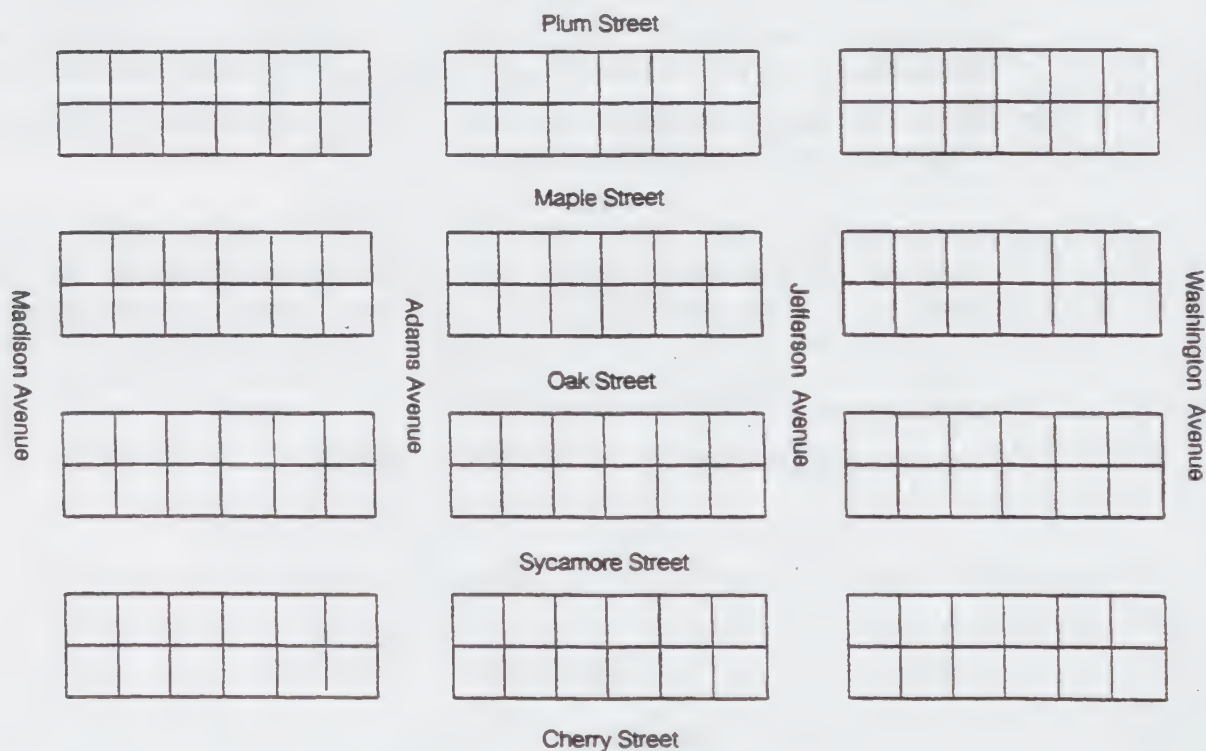 Plum Street
Maple Street
Madison Avenue
Adams Avenue
Jefferson Avenue
Washington Avenue
Oak Street
Sycamore Street
Cherry Street